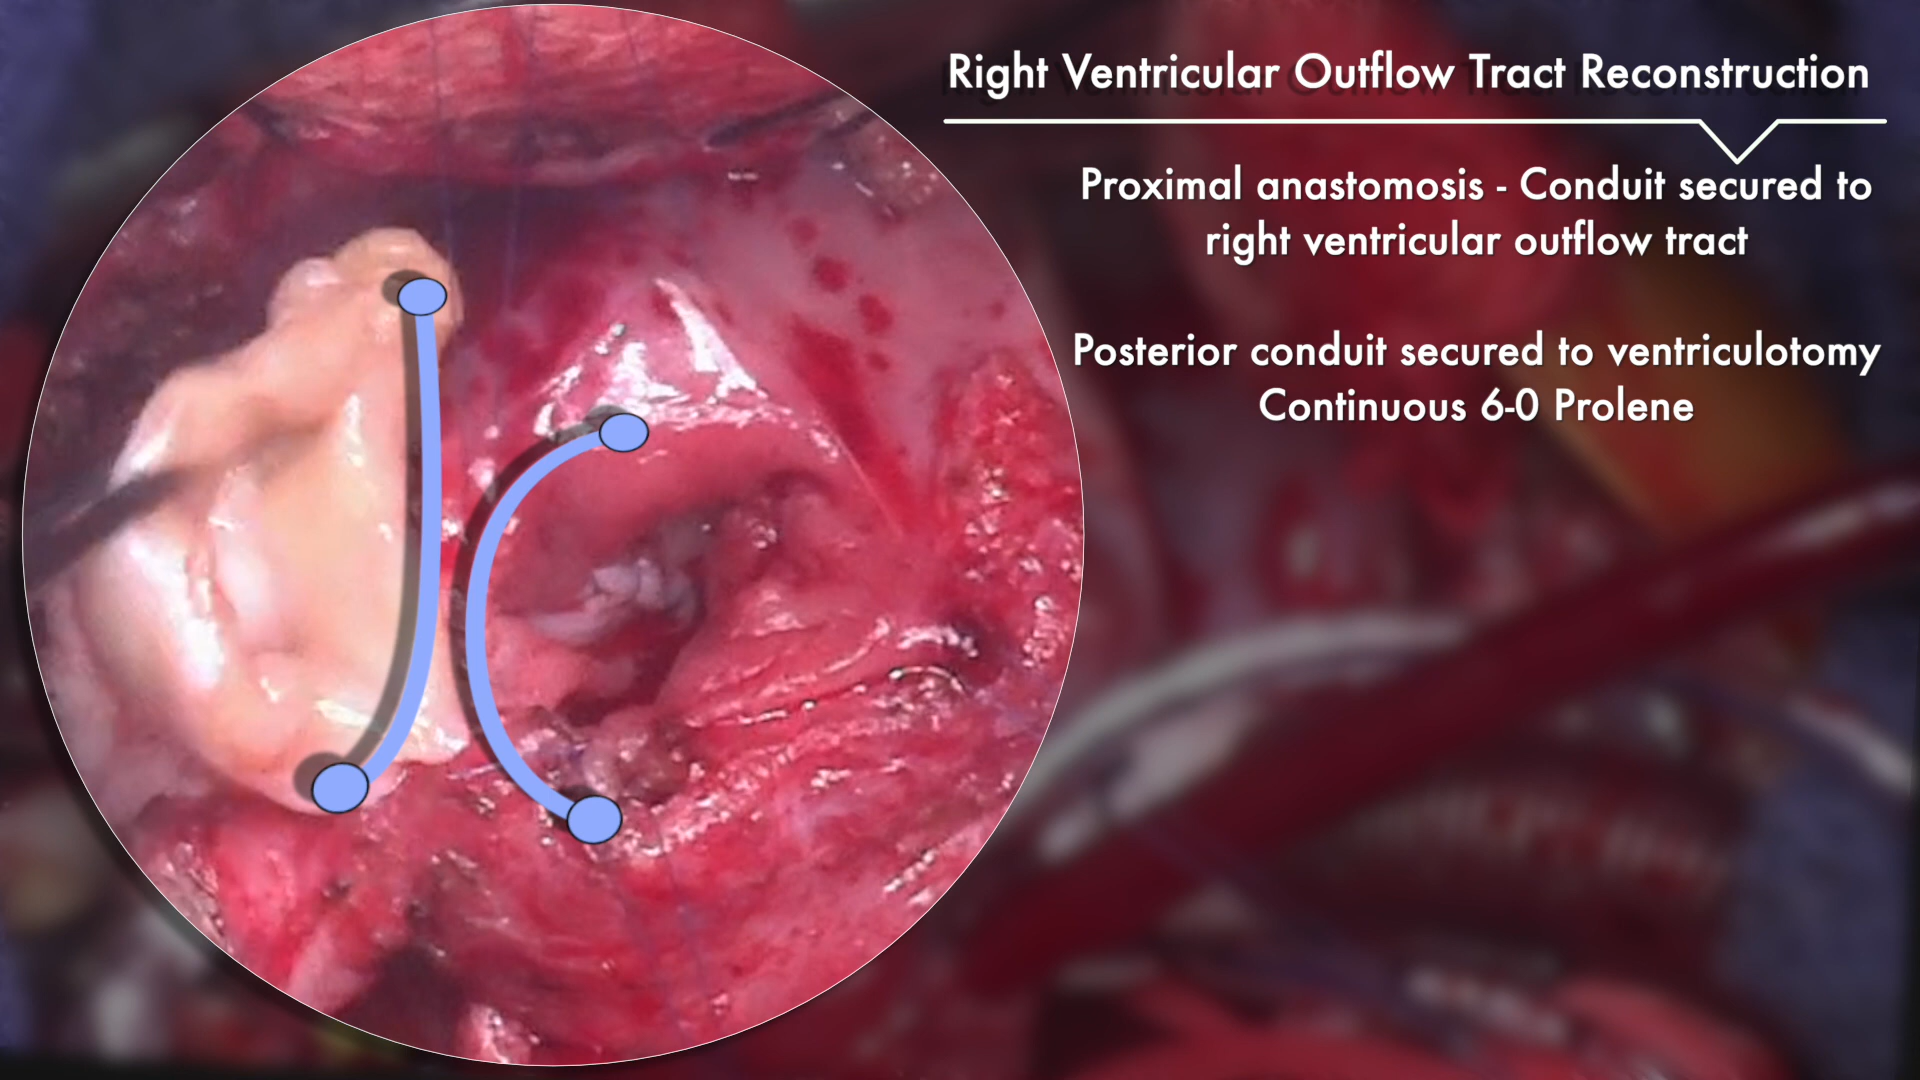 Right Ventricular Outflow Tract Reconstruction
Proximal anastomosis - Conduit secured to
right ventricular outflow tract
Posterior conduit secured to ventriculotomy
Continuous 6-0 Prolene